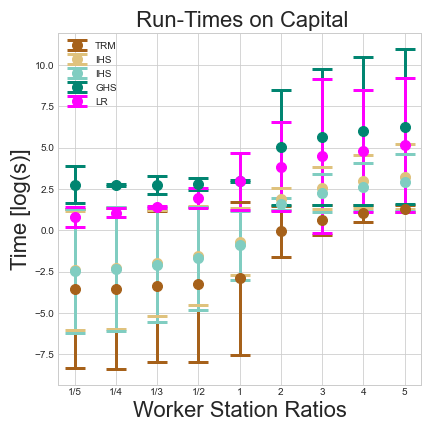 Run-Times on Capital
TRM
IHS
IHS
GHS
LR
10.0
7.5
5.0
2.5
0.0
−2.5
−5.0
−7.5
Time [log(s)]
1/5 1/4 1/3 1/2 1 2 3 4 5
Worker Station Ratios